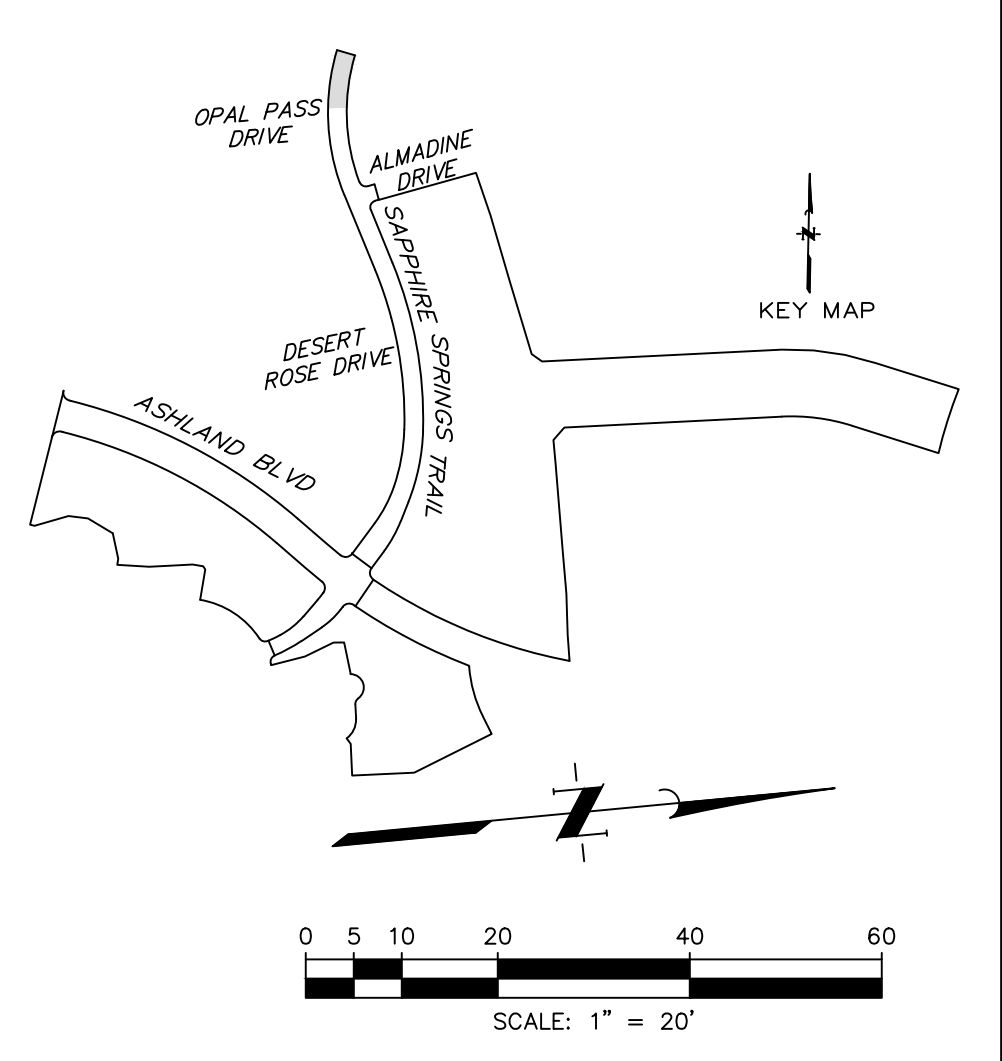 OPAL PASS
DRIVE
ALMADINE
DRIVE
SAPPHIRE SPRINGS TRAIL
KEY MAP
DESERT
ROSE DRIVE
ASHLAND BLVD
N
N
0 5 10 20 40 60
SCALE: 1" = 20'